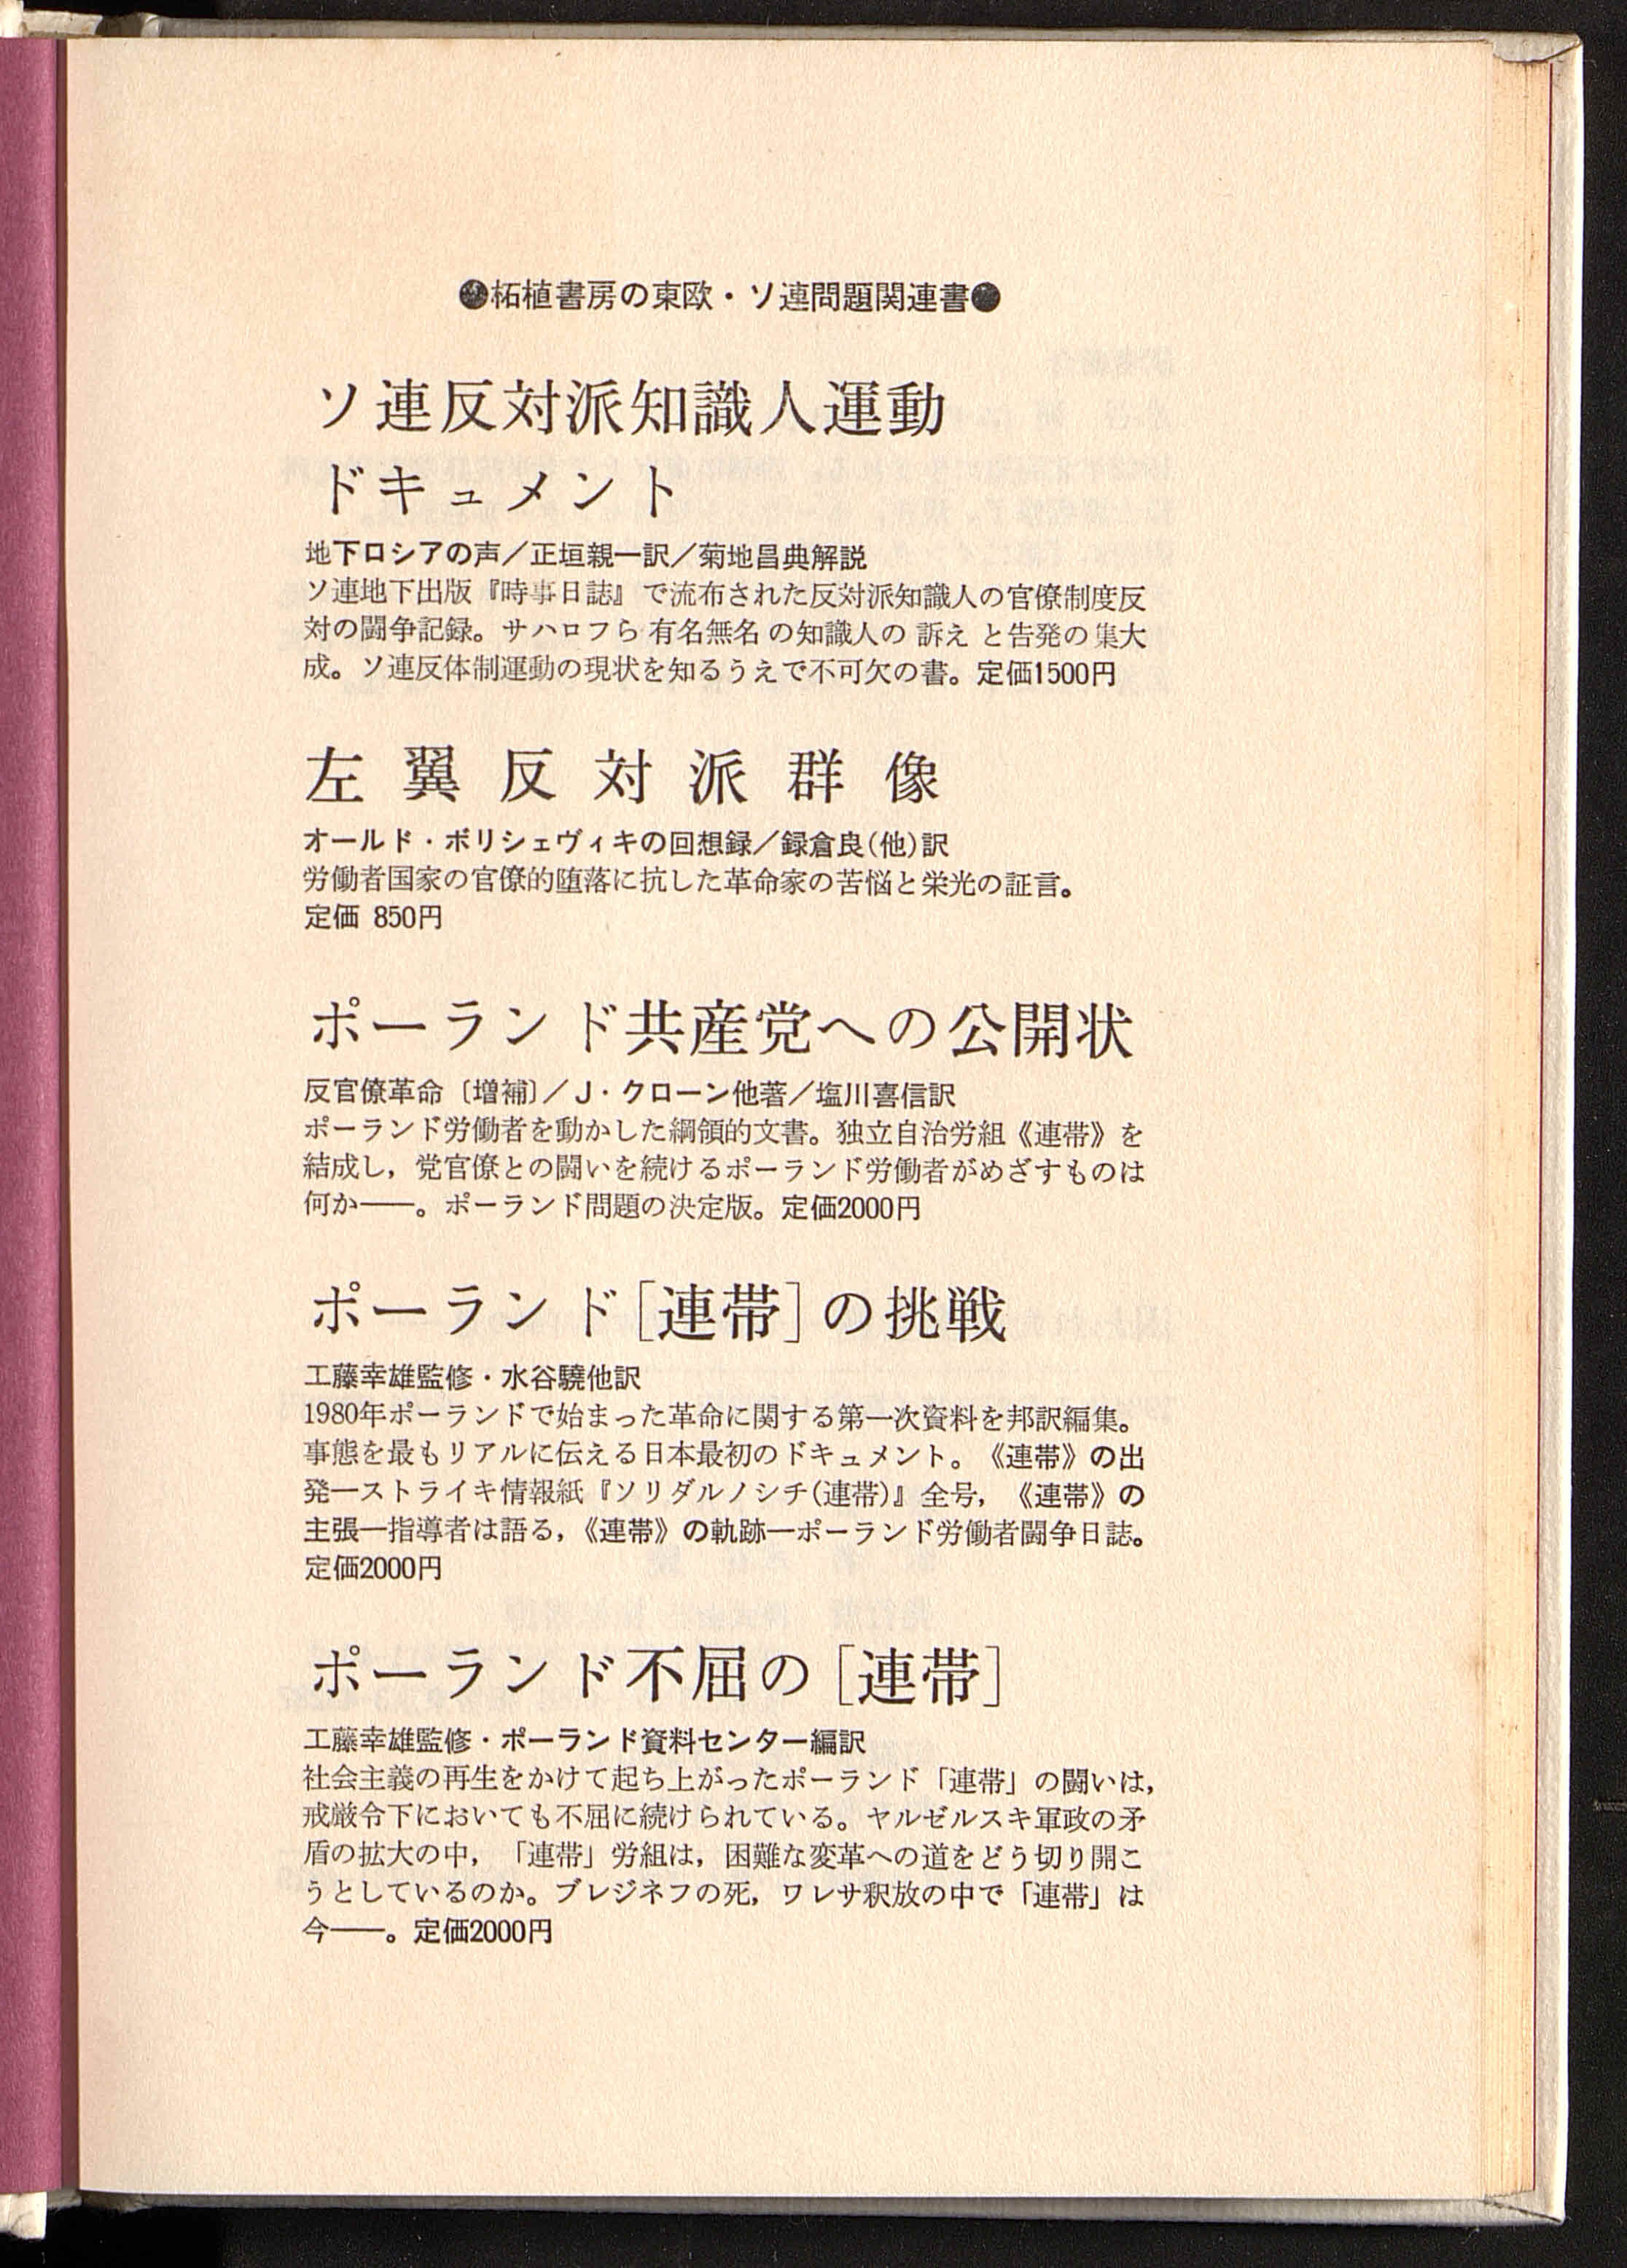 ●柘植書房の東欧・ソ連問題関連書●
ソ連反対派知識人運動
ドキュメント
地下ロシアの声／正垣親一訳／菊地昌典解説
ソ連地下出版『時事日誌』で流布された反対派知識人の官僚制度反
対の闘争記録。サハロフら有名無名の知識人の訴えと告発の集大
成。ソ連反体制運動の現状を知るうえで不可欠の書。定価1500円
左翼反対派群像
オールド・ボリシェヴィキの回想録／録倉良(他)訳
労働者国家の官僚的堕落に抗した革命家の苦悩と栄光の証言。
定価 850円
ポーランド共産党への公開状
反官僚革命〔増補〕／J・クローン他著／塩川喜信訳
ポーランド労働者を動かした綱領的文書。独立自治労組《連帯》を
結成し，党官僚との闘いを続けるポーランド労働者がめざすものは
何か――。ポーランド問題の決定版。定価2000円
ポーランド［連帯］の挑戦
工藤幸雄監修・水谷驍他訳
1980年ポーランドで始まった革命に関する第一次資料を邦訳編集。
事態を最もリアルに伝える日本最初のドキュメント。《連帯》の出
発―ストライキ情報紙『ソリダルノシチ(連帯)』全号，《連帯》の
主張―指導者は語る，《連帯》の軌跡―ポーランド労働者闘争日誌。
定価2000円
ポーランド不屈の［連帯］
工藤幸雄監修・ポーランド資料センター編訳
社会主義の再生をかけて起ち上がったポーランド「連帯」の闘いは，
戒厳令下においても不屈に続けられている。ヤルゼルスキ軍政の矛
盾の拡大の中，「連帯」労組は，困難な変革への道をどう切り開こ
うとしているのか。ブレジネフの死，ワレサ釈放の中で「連帯」は
今――。定価2000円